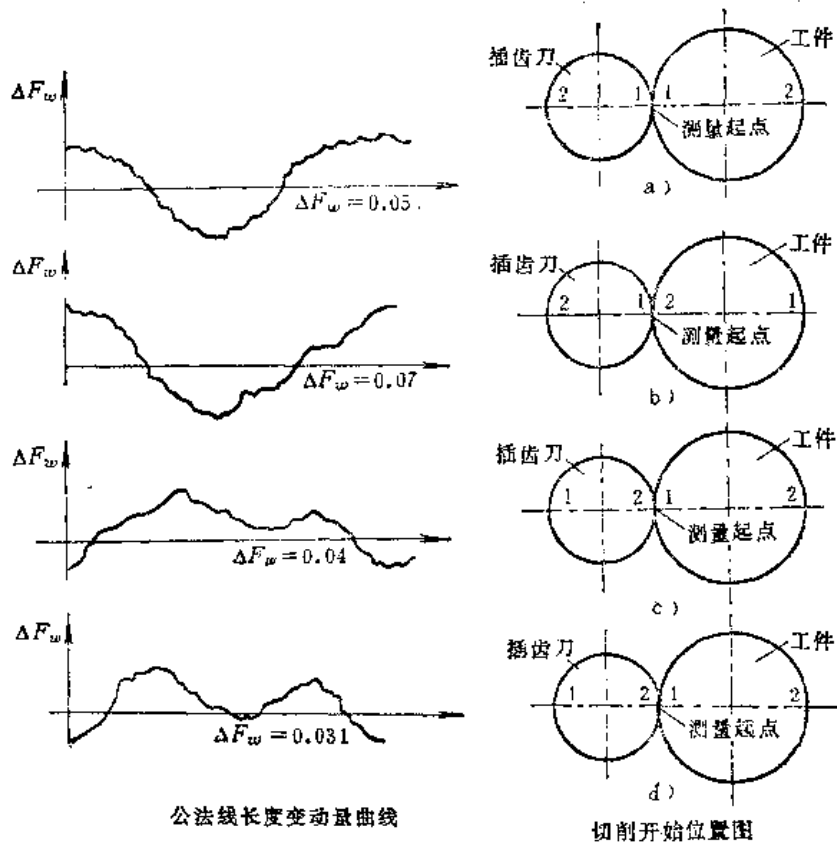 ΔF_w
ΔF_w＝0.05
插齿刀
工件
2 1 1 2
测量起点
a）
ΔF_w
ΔF_w＝0.07
插齿刀
工件
2 1 2 1
测量起点
b）
ΔF_w
ΔF_w＝0.04
插齿刀
工件
1 2 1 2
测量起点
c）
ΔF_w
ΔF_w＝0.031
插齿刀
工件
1 2 1 2
测量起点
d）
公法线长度变动量曲线
切削开始位置图